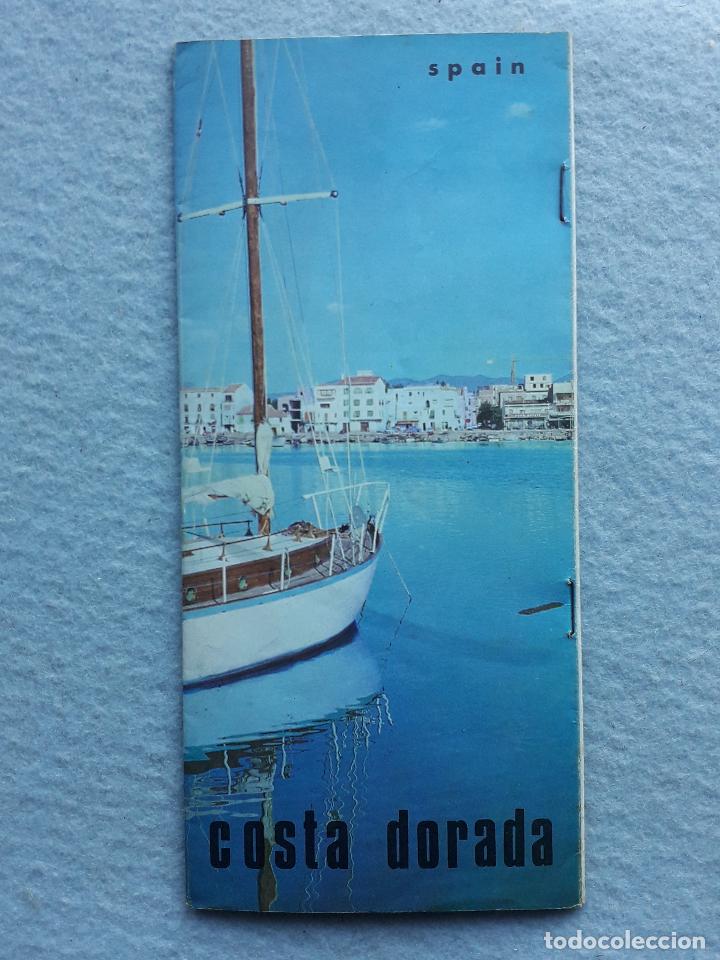 spain
costa dorada
todocoleccion